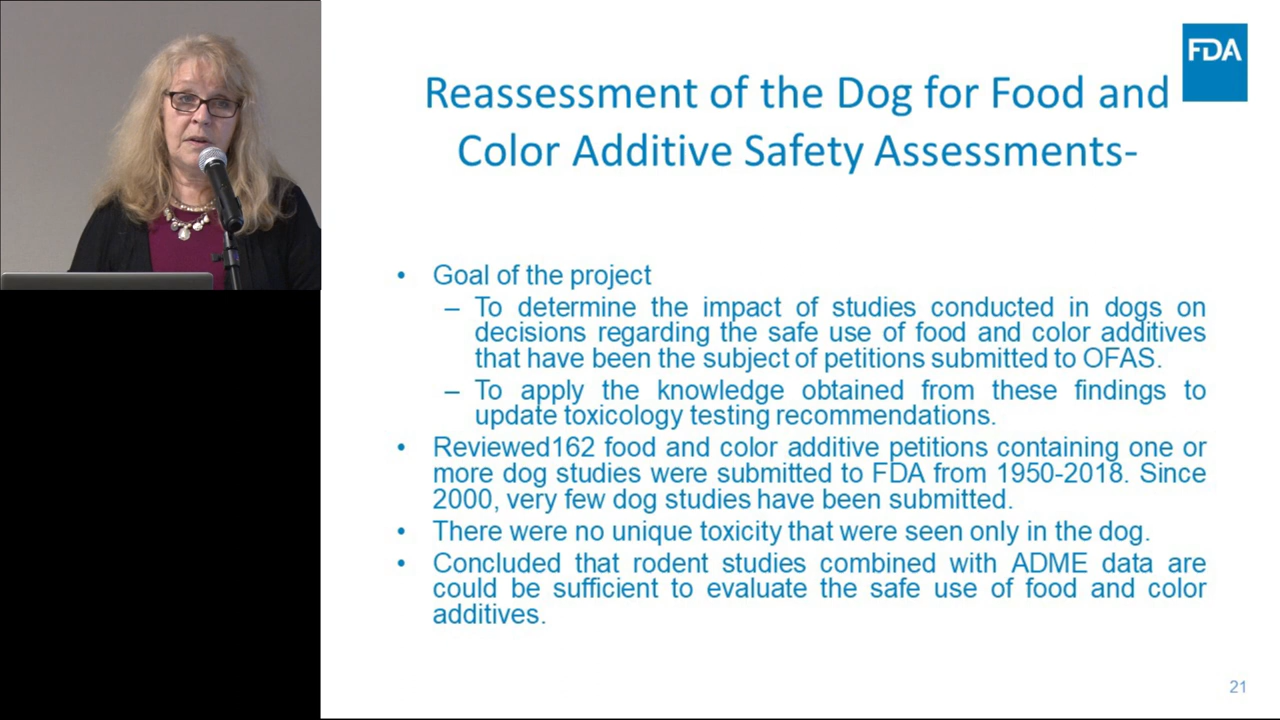 FDA
Reassessment of the Dog for Food and
Color Additive Safety Assessments-
• Goal of the project
– To determine the impact of studies conducted in dogs on
decisions regarding the safe use of food and color additives
that have been the subject of petitions submitted to OFAS.
– To apply the knowledge obtained from these findings to
update toxicology testing recommendations.
• Reviewed162 food and color additive petitions containing one or
more dog studies were submitted to FDA from 1950-2018. Since
2000, very few dog studies have been submitted.
• There were no unique toxicity that were seen only in the dog.
• Concluded that rodent studies combined with ADME data are
could be sufficient to evaluate the safe use of food and color
additives.
21